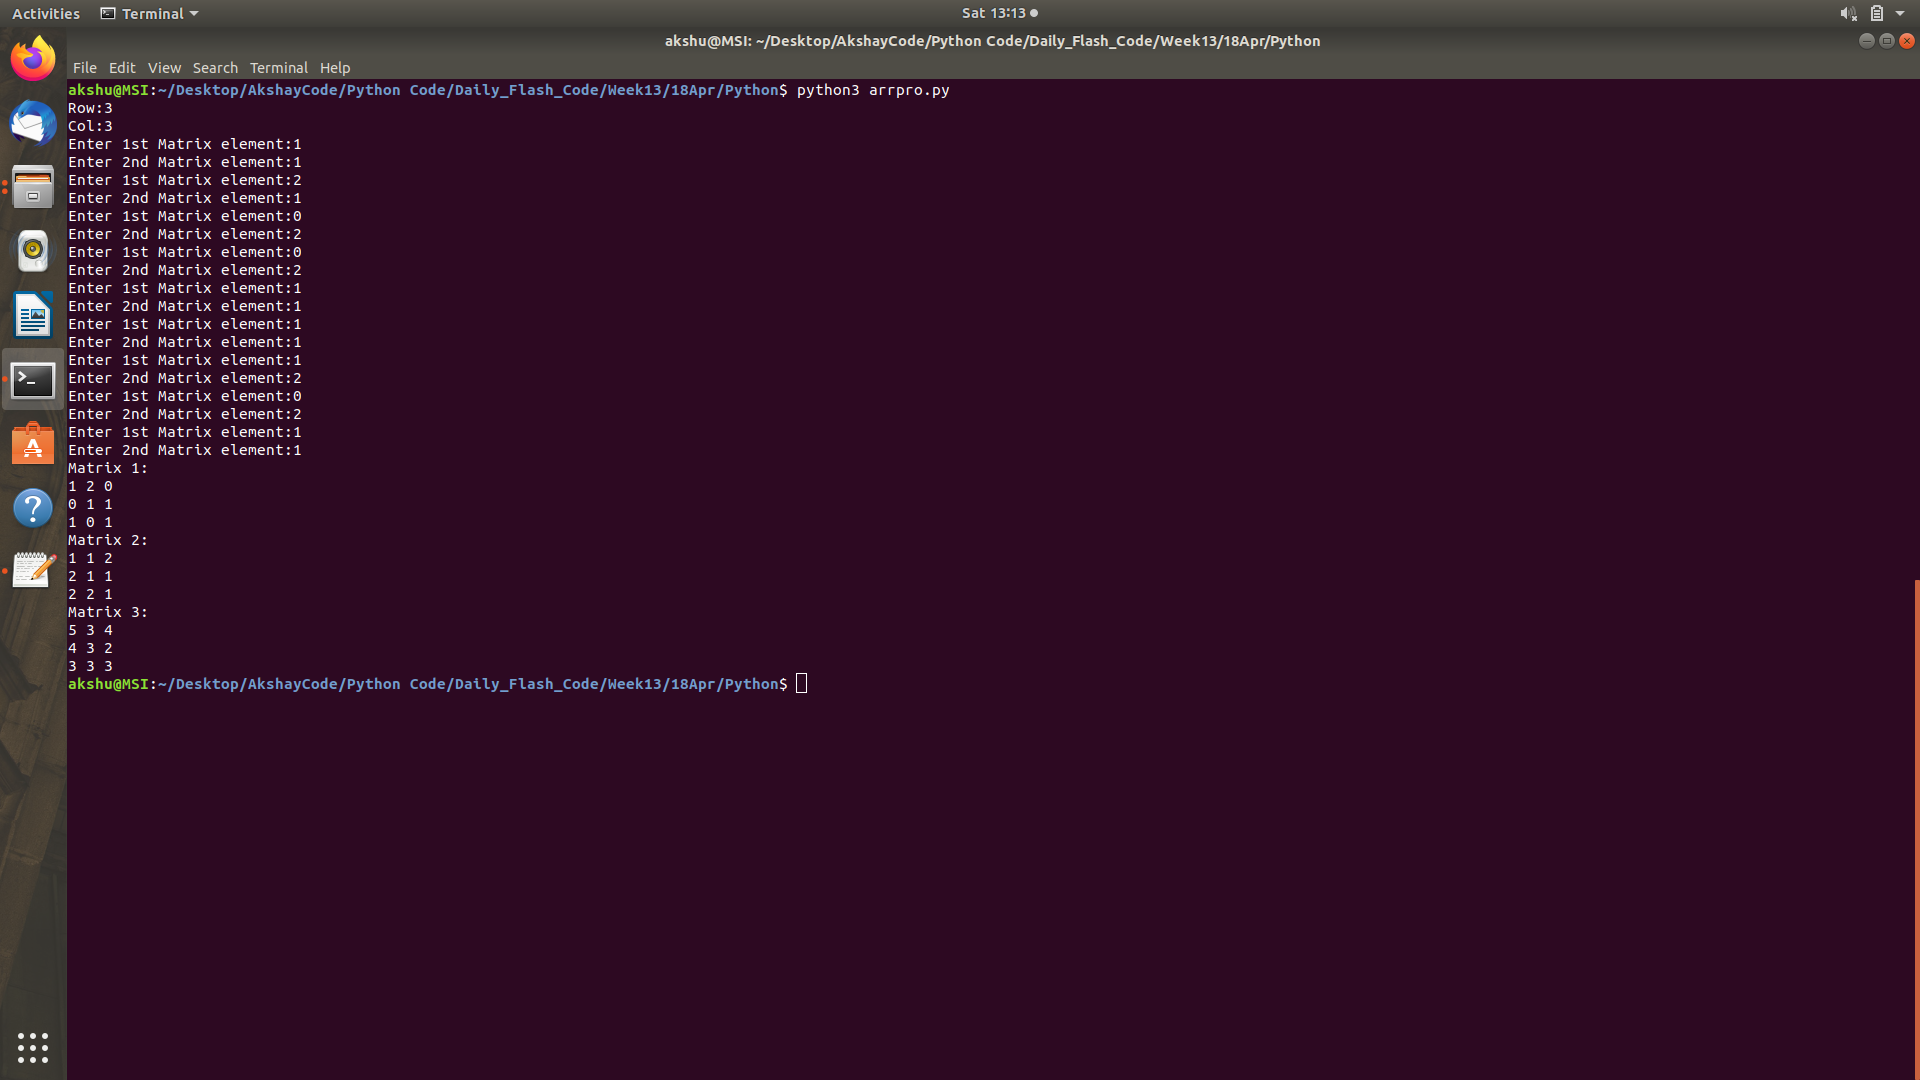 Activities Terminal Sat 13:13
akshu@MSI: ~/Desktop/AkshayCode/Python Code/Daily_Flash_Code/Week13/18Apr/Python
File Edit View Search Terminal Help
akshu@MSI:~/Desktop/AkshayCode/Python Code/Daily_Flash_Code/Week13/18Apr/Python$ python3 arrpro.py
Row:3
Col:3
Enter 1st Matrix element:1
Enter 2nd Matrix element:1
Enter 1st Matrix element:2
Enter 2nd Matrix element:1
Enter 1st Matrix element:0
Enter 2nd Matrix element:2
Enter 1st Matrix element:0
Enter 2nd Matrix element:2
Enter 1st Matrix element:1
Enter 2nd Matrix element:1
Enter 1st Matrix element:1
Enter 2nd Matrix element:1
Enter 1st Matrix element:1
Enter 2nd Matrix element:2
Enter 1st Matrix element:0
Enter 2nd Matrix element:2
Enter 1st Matrix element:1
Enter 2nd Matrix element:1
Matrix 1:
1 2 0
0 1 1
1 0 1
Matrix 2:
1 1 2
2 1 1
2 2 1
Matrix 3:
5 3 4
4 3 2
3 3 3
akshu@MSI:~/Desktop/AkshayCode/Python Code/Daily_Flash_Code/Week13/18Apr/Python$